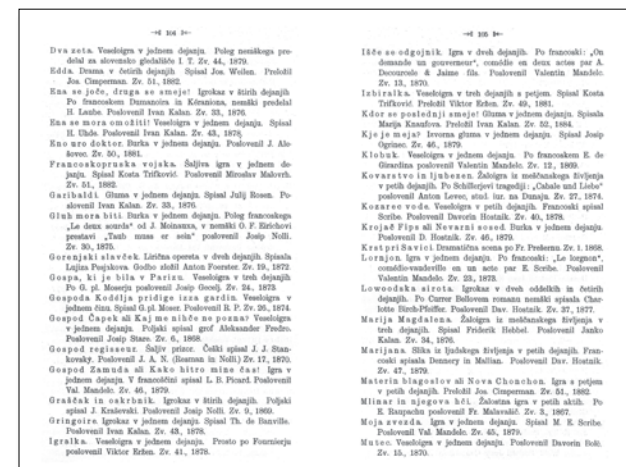 104
Dva zeta. Veseloigra v jednem dejanju. Poleg nemškega pre-
delal za slovensko gledališče I. T. Zv. 44., 1879.
Edda. Drama v četirih dejanjih Spisal Jos. Weilen. Preložil
Jos. Cimperman. Zv. 51., 1882.
Ena se joče, druga se smeje! Igrokaz v štirih dejanjih
Po francoskem Dumanoira in Kéraniona, nemški predelal
H. Laube. Poslovenil Ivan Kalan. Zv. 33., 1876.
Ena se mora omožiti! Veseloigra v jednem dejanju. Spisal
H. Uhde. Poslovenil Ivan Kalan. Zv. 43., 1878.
Eno uro doktor. Burka v jednem dejanju. Poslovenil J. Ale-
šovec. Zv. 50., 1881.
Francoskopruska vojska. Šaljiva igra v jednem de-
janju. Spisal Kosta Trifković. Poslovenil Miroslav Malovrh.
Zv. 51., 1882.
Garibaldi. Gluma v jednem dejanju. Spisal Julij Rosen. Po-
slovenil Ivan Kalan. Zv. 33., 1876.
Gluh mora biti. Burka v jednem dejanju. Poleg francoskega
„Le deux sourds“ od J. Moinauxa, v nemški O. F. Eirichovi
prestavi „Taub muss er sein“ poslovenil Josip Nolli.
Zv. 30., 1875.
Gorenjski slavček. Lirična opereta v dveh dejanjih. Spisala
Lujiza Pesjakova. Godbo zložil Anton Foerster. Zv. 19., 1872.
Gospa, ki je bila v Parizu. Veseloigra v treh dejanjih
Po G. pl. Moserju poslovenil Josip Gecelj. Zv. 24., 1873.
Gospoda Kodélja pridige izza gardin. Veseloigra v
jednem činu. Spisal G. pl. Moser. Poslovenil R. P. Zv. 26., 1874.
Gospod Čapek ali Kaj me nihče ne pozna? Veseloigra
v jednem dejanju. Poljski spisal grof Aleksander Fredro.
Poslovenil Josip Stare. Zv. 6., 1868.
Gospod regisseur. Šaljiv prizor. Češki spisal J. J. Stan-
kovsky. Poslovenil J. A. N. (Resman in Nolli.) Zv. 17., 1870.
Gospod Zamuda ali Kako hitro mine čas! Igra v
jednem dejanju. V francoščini spisal L. B. Picard. Poslovenil
Val. Mandelc. Zv. 46., 1879.
Graščak in oskrbnik. Igrokaz v štirih dejanjih. Poljski
spisal J. Kraševski. Poslovenil Josip Nolli. Zv. 9., 1869.
Gringoire. Igrokaz v jednem dejanju. Spisal Th. de Banville.
Poslovenil Ivan Kalan. Zv. 43., 1878.
Igralka. Veseloigra v jednem dejanju. Prosto po Fournierju
poslovenil Viktor Eržen. Zv. 41., 1878.
105
Išče se odgojnik. Igra v dveh dejanjih. Po francoski: „On
demande un gouverneur“, comédie en deux actes par A.
Decourcele & Jaime fils. Poslovenil Valentin Mandelc.
Zv. 13., 1870.
Izbiralka. Veseloigra v treh dejanjih s petjem. Spisal Kosta
Trifković. Preložil Viktor Eržen. Zv. 49., 1881.
Kdor se poslednji smeje! Gluma v jednem dejanju. Spisala
Marija Knaufova. Poslovenil Ivan Kalan. Zv. 52., 1884.
Kje je meja? Izvorna gluma v jednem dejanju. Spisal Josip
Ogrinec. Zv. 46., 1879.
Klobuk. Veseloigra v jednem dejanju. Po francoskem E. de
Girardina poslovenil Valentin Mandelc. Zv. 12., 1869.
Kovarstvo in ljubezen. Žaloigra iz meščanskega življenja
v petih dejanjih. Po Schillerjevi tragediji: „Cabale und Liebe“
poslovenil Anton Levec, stud. iur. na Dunaju. Zv. 27., 1874.
Kozarec vode. Veseloigra v petih dejanjih. Francoski spisal
Scribe. Poslovenil Davorin Hostnik. Zv. 40., 1878.
Krojač Fips ali Nevarni sosed. Burka v jednem dejanju.
Poslovenil D. Hostnik. Zv. 46., 1879.
Krst pri Savici. Dramatična scena po Fr. Prešernu. Zv. 1., 1868.
Lornjon. Igra v jednem dejanju. Po francoski: „Le lorgnon“,
comédie-vaudeville en un acte par E. Scribe. Poslovenil
Valentin Mandelc. Zv. 23., 1873.
Lowoodska sirota. Igrokaz v dveh oddelkih in četirih
dejanjih. Po Currer Bellovem romanu nemški spisala Char-
lotte Birch-Pfeiffer. Poslovenil Dav. Hostnik. Zv. 37., 1877.
Marija Magdalena. Žaloigra iz meščanskega življenja v
treh dejanjih. Spisal Friderik Hebbel. Poslovenil Janko
Kalan. Zv. 34., 1876.
Marijana. Slika iz ljudskega življenja v petih dejanjih. Fran-
coski spisala Dennery in Mallian. Poslovenil Dav. Hostnik.
Zv. 47., 1879.
Materin blagoslov ali Nova Chonchon. Igra s petjem
v petih dejanjih. Preložil Jos. Cimperman. Zv. 51., 1882.
Mlinar in njegova hči. Žalostna igra v petih aktih. Po
E. Raupachu poslovenil Fr. Malavašič. Zv. 3., 1867.
Moja zvezda. Igra v jednem dejanju. Spisal M. E. Scribe.
Poslovenil Val. Mandelc. Zv. 45., 1879.
Mutec. Veseloigra v jednem dejanju. Poslovenil Davorin Bolè.
Zv. 15., 1870.